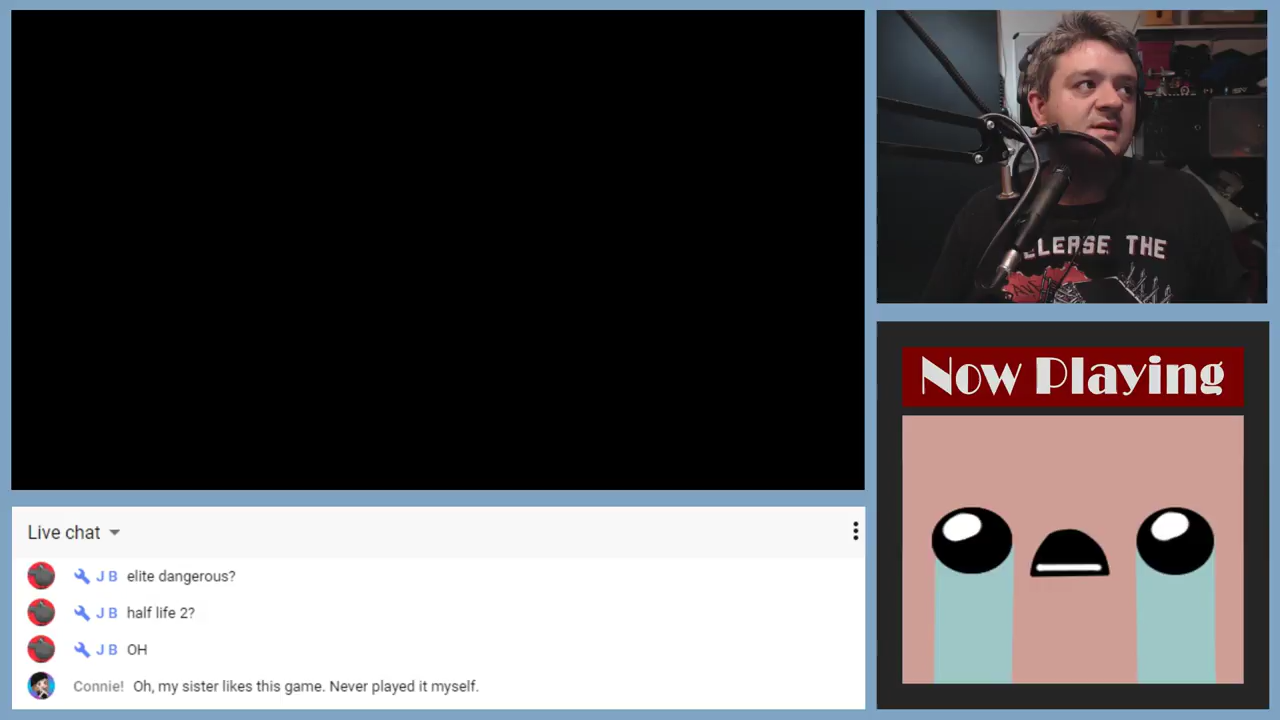 ELEASE THE
Now Playing
Live chat
J B elite dangerous?
J B half life 2?
J B OH
Connie! Oh, my sister likes this game. Never played it myself.